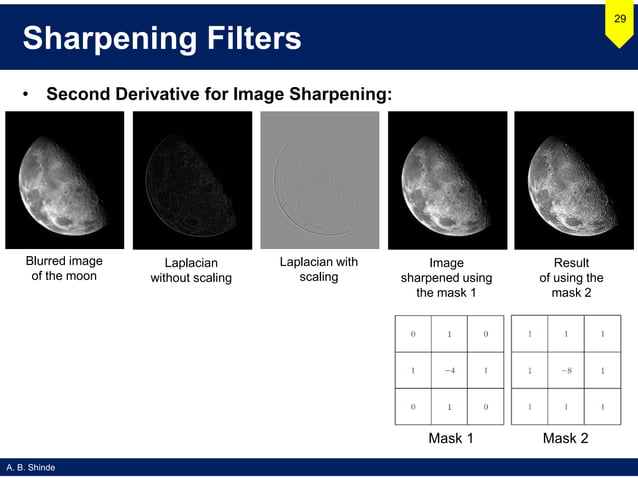 29
Sharpening Filters
• Second Derivative for Image Sharpening:
Blurred image
of the moon
Laplacian
without scaling
Laplacian with
scaling
Image
sharpened using
the mask 1
Result
of using the
mask 2
0 1 0
1 −4 1
0 1 0
1 1 1
1 −8 1
1 1 1
Mask 1
Mask 2
A. B. Shinde